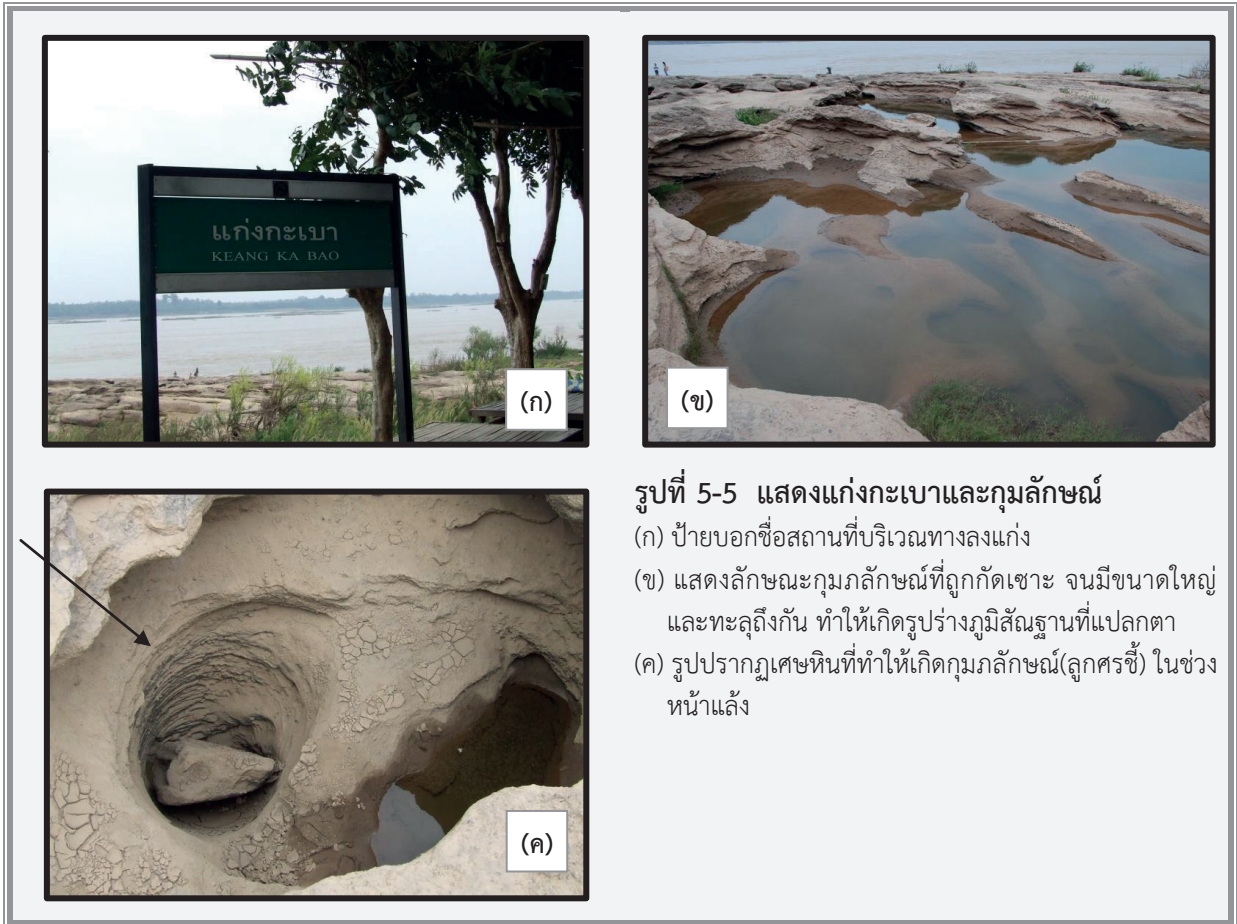 แก่งกะเบา
KEANG KA BAO
(ก)
(ข)
(ค)
รูปที่ 5-5 แสดงแก่งกะเบาและกุมลักษณ์
(ก) ป้ายบอกชื่อสถานที่บริเวณทางลงแก่ง
(ข) แสดงลักษณะกุมภลักษณ์ที่ถูกกัดเซาะ จนมีขนาดใหญ่
และทะลุถึงกัน ทำให้เกิดรูปร่างภูมิสัณฐานที่แปลกตา
(ค) รูปปรากฏเศษหินที่ทำให้เกิดกุมภลักษณ์(ลูกศรชี้) ในช่วง
หน้าแล้ง